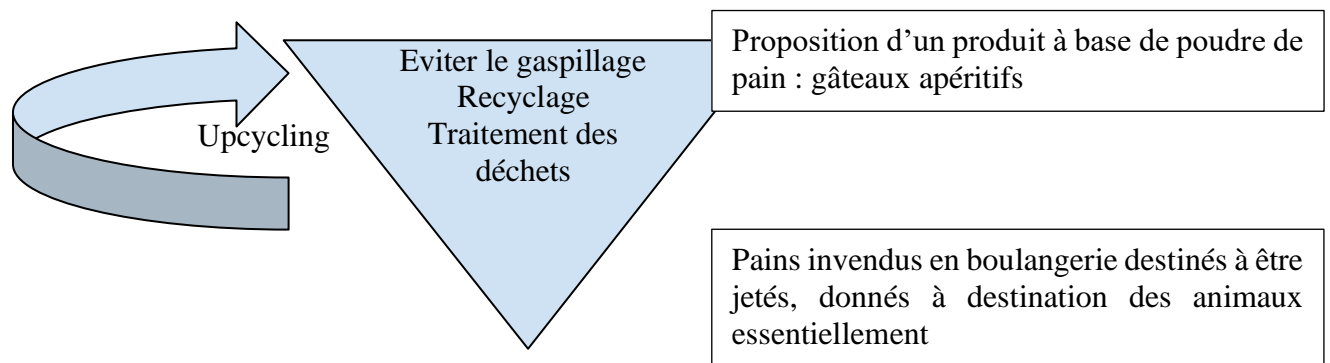 Eviter le gaspillage
Recyclage
Traitement des
déchets
Upcycling
Proposition d’un produit à base de poudre de
pain : gâteaux apéritifs
Pains invendus en boulangerie destinés à être
jetés, donnés à destination des animaux
essentiellement